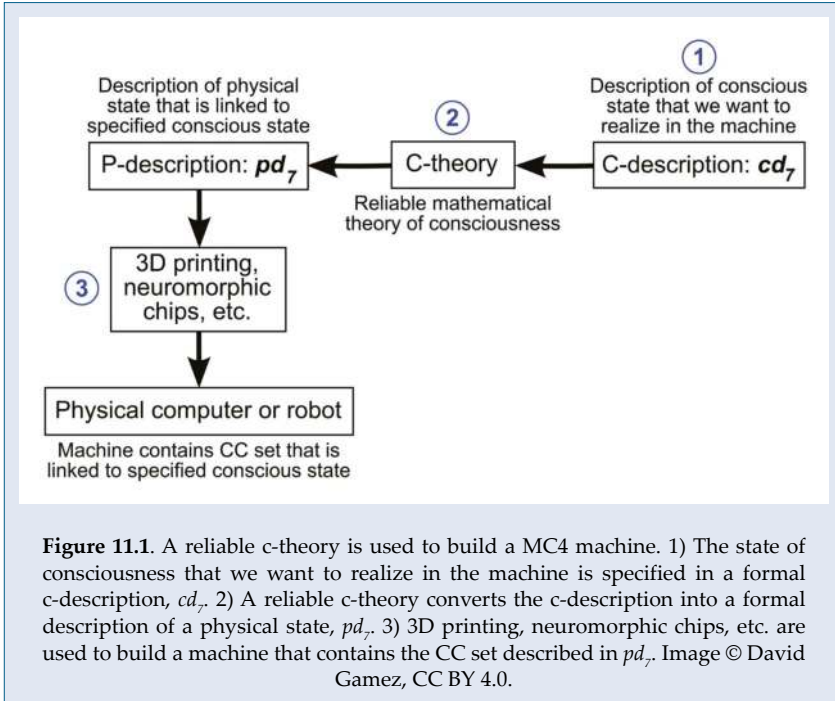 1
Description of conscious
state that we want to
realize in the machine
C-description: cd7
2
C-theory
Reliable mathematical
theory of consciousness
Description of physical
state that is linked to
specified conscious state
P-description: pd7
3
3D printing,
neuromorphic
chips, etc.
Physical computer or robot
Machine contains CC set that is
linked to specified conscious state
Figure 11.1. A reliable c-theory is used to build a MC4 machine. 1) The state of
consciousness that we want to realize in the machine is specified in a formal
c-description, cd7. 2) A reliable c-theory converts the c-description into a formal
description of a physical state, pd7. 3) 3D printing, neuromorphic chips, etc. are
used to build a machine that contains the CC set described in pd7. Image © David
Gamez, CC BY 4.0.